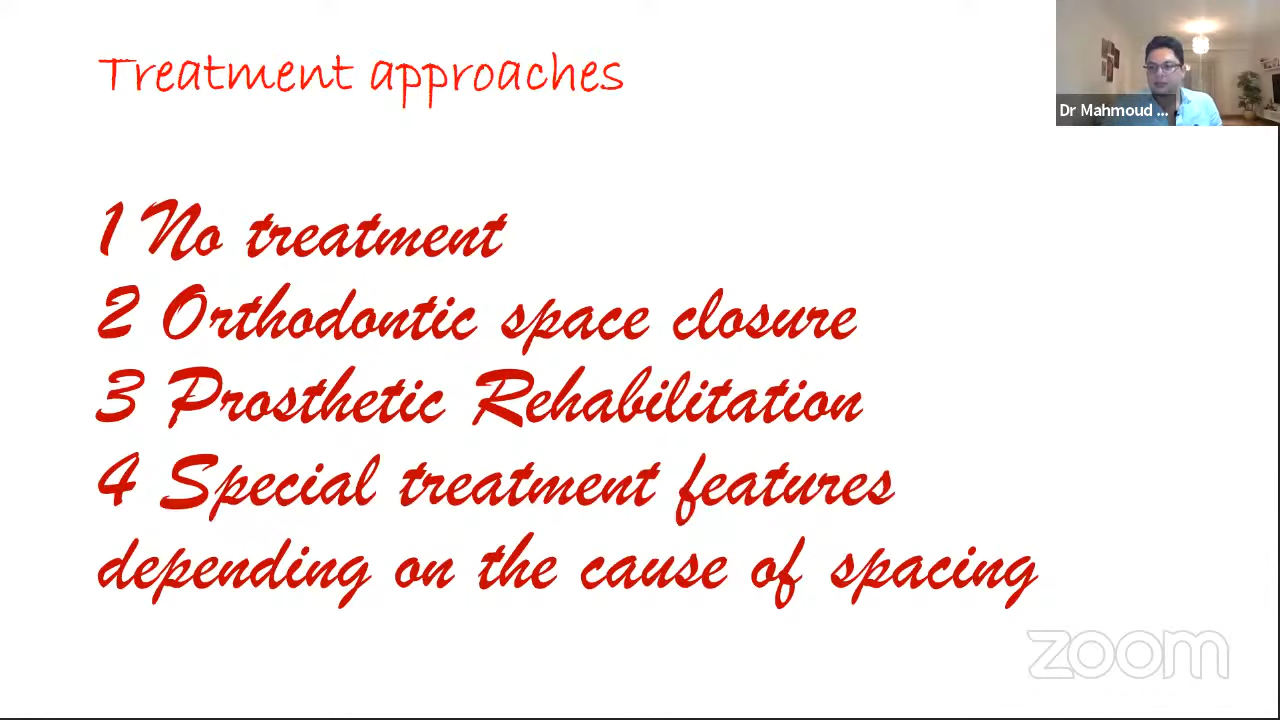 Treatment approaches
Dr Mahmoud ...
1 No treatment
2 Orthodontic space closure
3 Prosthetic Rehabilitation
4 Special treatment features
depending on the cause of spacing
zoom